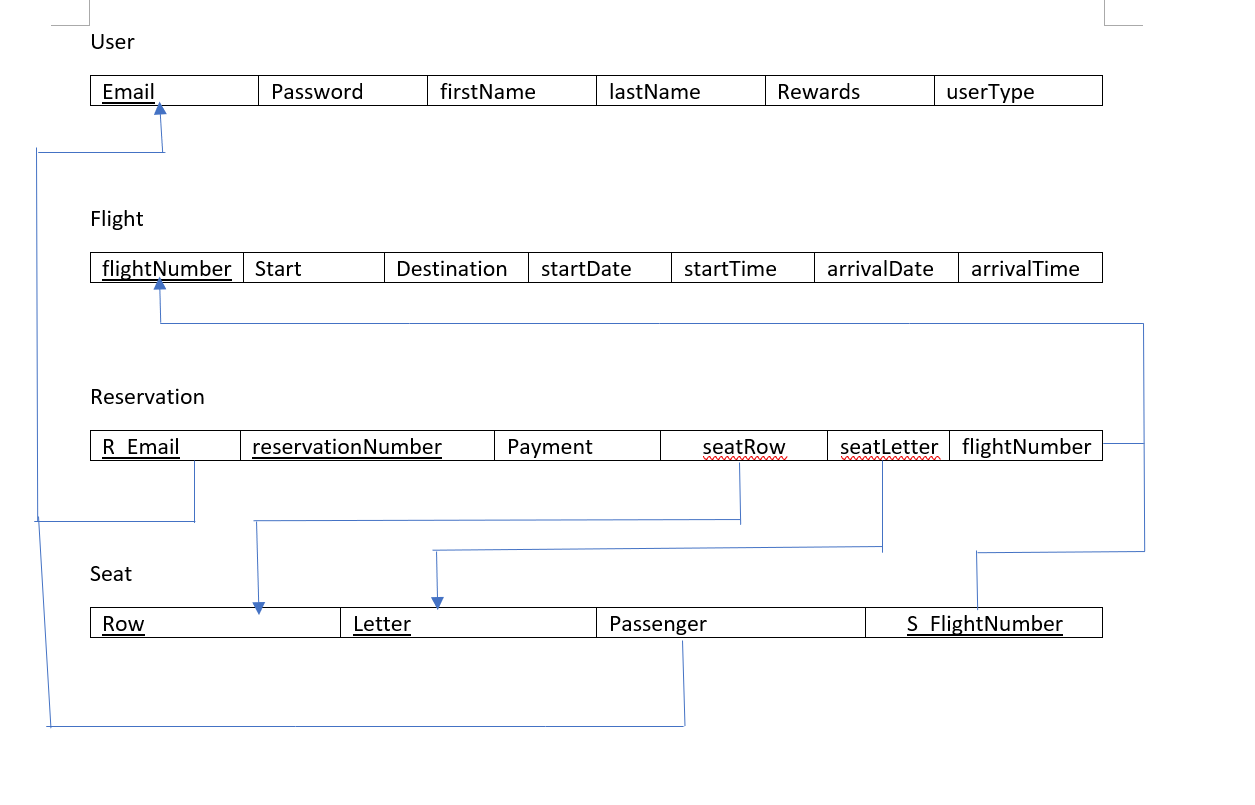 User
Email Password firstName lastName Rewards userType
Flight
flightNumber Start Destination startDate startTime arrivalDate arrivalTime
Reservation
R_Email reservationNumber Payment seatRow seatLetter flightNumber
Seat
Row Letter Passenger S_FlightNumber